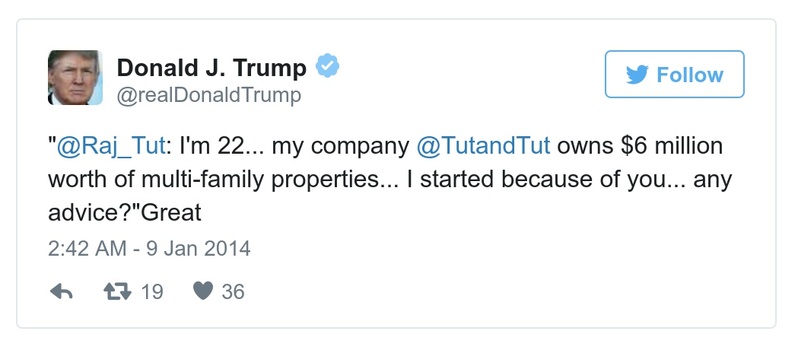 Donald J. Trump
@realDonaldTrump
Follow
"@Raj_Tut: I'm 22... my company @TutandTut owns $6 million
worth of multi-family properties... I started because of you... any
advice?"Great
2:42 AM - 9 Jan 2014
19 36